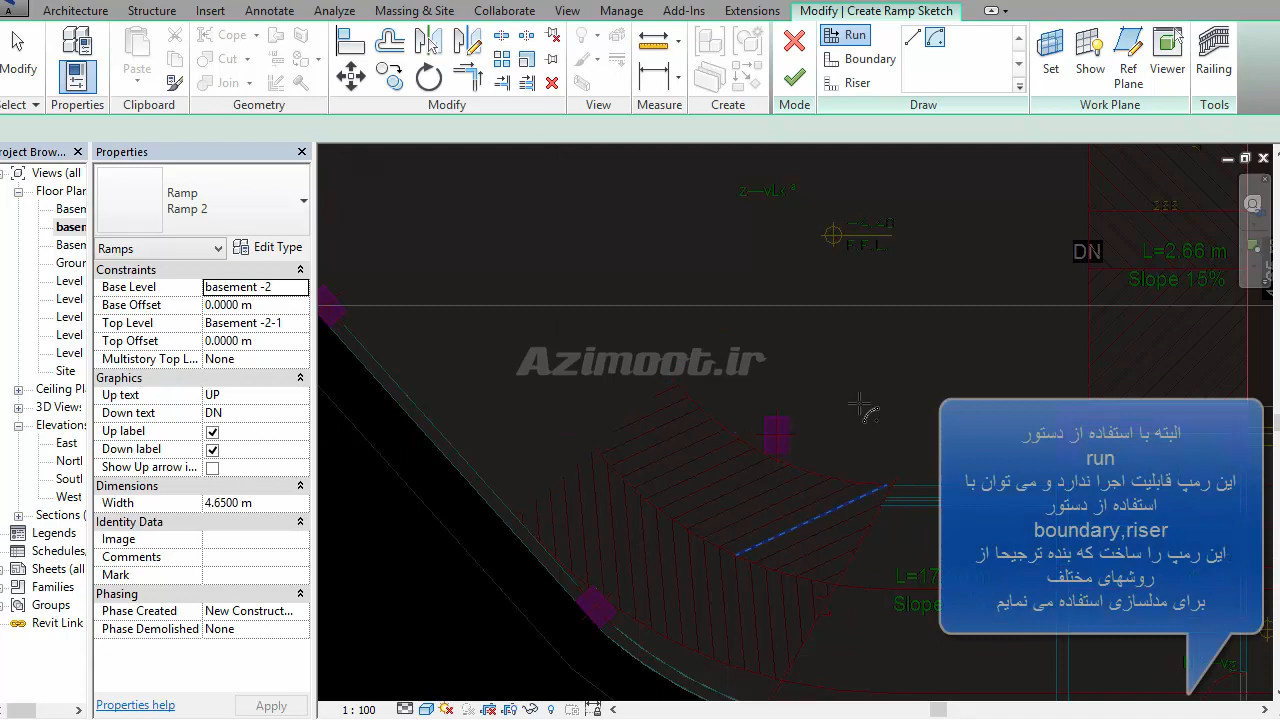 Architecture
Structure
Systems
Insert
Annotate
Analyze
Massing & Site
Collaborate
View
Manage
Add-Ins
Extensions
Modify | Create Ramp Sketch
Modify
Paste
Cope
Cut
Join
Run
Boundary
Riser
Set
Show
Ref Plane
Viewer
Railing
Select
Properties
Clipboard
Geometry
Modify
View
Measure
Create
Mode
Draw
Work Plane
Tools
roject Brow...
Views (all
Floor Plan
Basen
basen
Basen
Groun
Level
Level
Level
Level
Level
Site
Ceiling Pl
3D Views
Elevations
East
North
South
West
Sections (
Legends
Schedules,
Sheets (all
Families
Groups
Revit Link
Properties
Ramp
Ramp 2
Ramps
Edit Type
Constraints
Base Level basement -2
Base Offset 0.0000 m
Top Level Basement -2-1
Top Offset 0.0000 m
Multistory Top L... None
Graphics
Up text UP
Down text DN
Up label
Down label
Show Up arrow i...
Dimensions
Width 4.6500 m
Identity Data
Image
Comments
Mark
Phasing
Phase Created New Construct...
Phase Demolished None
Properties help
Apply
F F L
DN
L=2,66 m
Slope 15%
Azimoot.ir
L=17
Slope
البته با استفاده از دستور
run
این رمپ قابلیت اجرا ندارد و می توان با
استفاده از دستور
boundary,riser
این رمپ را ساخت که بنده ترجیحا از
روشهای مختلف
برای مدلسازی استفاده می نمایم
1 : 100